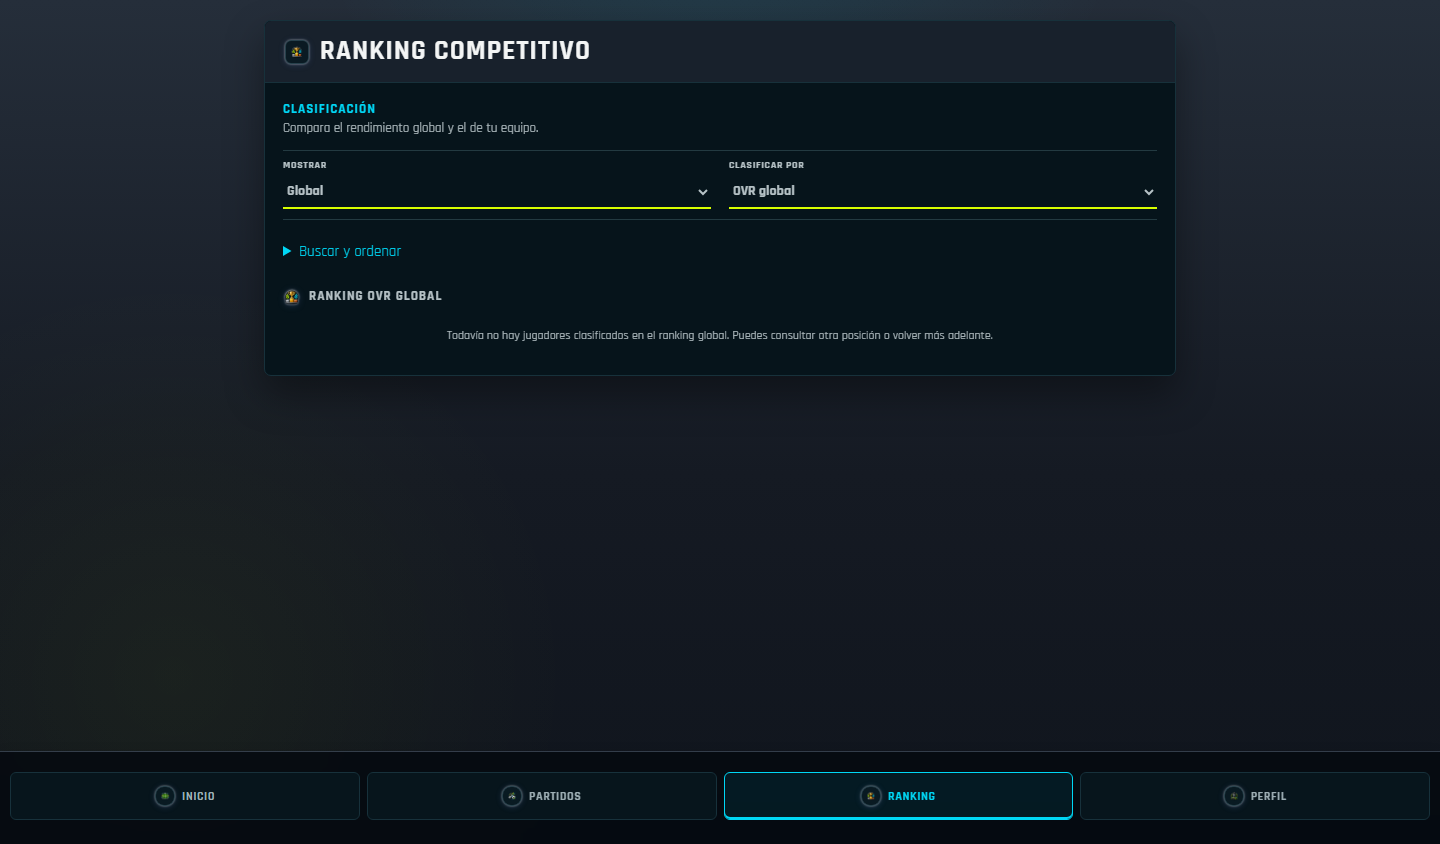 RANKING COMPETITIVO
CLASIFICACIÓN
Compara el rendimiento global y el de tu equipo.
MOSTRAR
CLASIFICAR POR
Global
OVR global
Buscar y ordenar
RANKING OVR GLOBAL
Todavía no hay jugadores clasificados en el ranking global. Puedes consultar otra posición o volver más adelante.
INICIO
PARTIDOS
RANKING
PERFIL